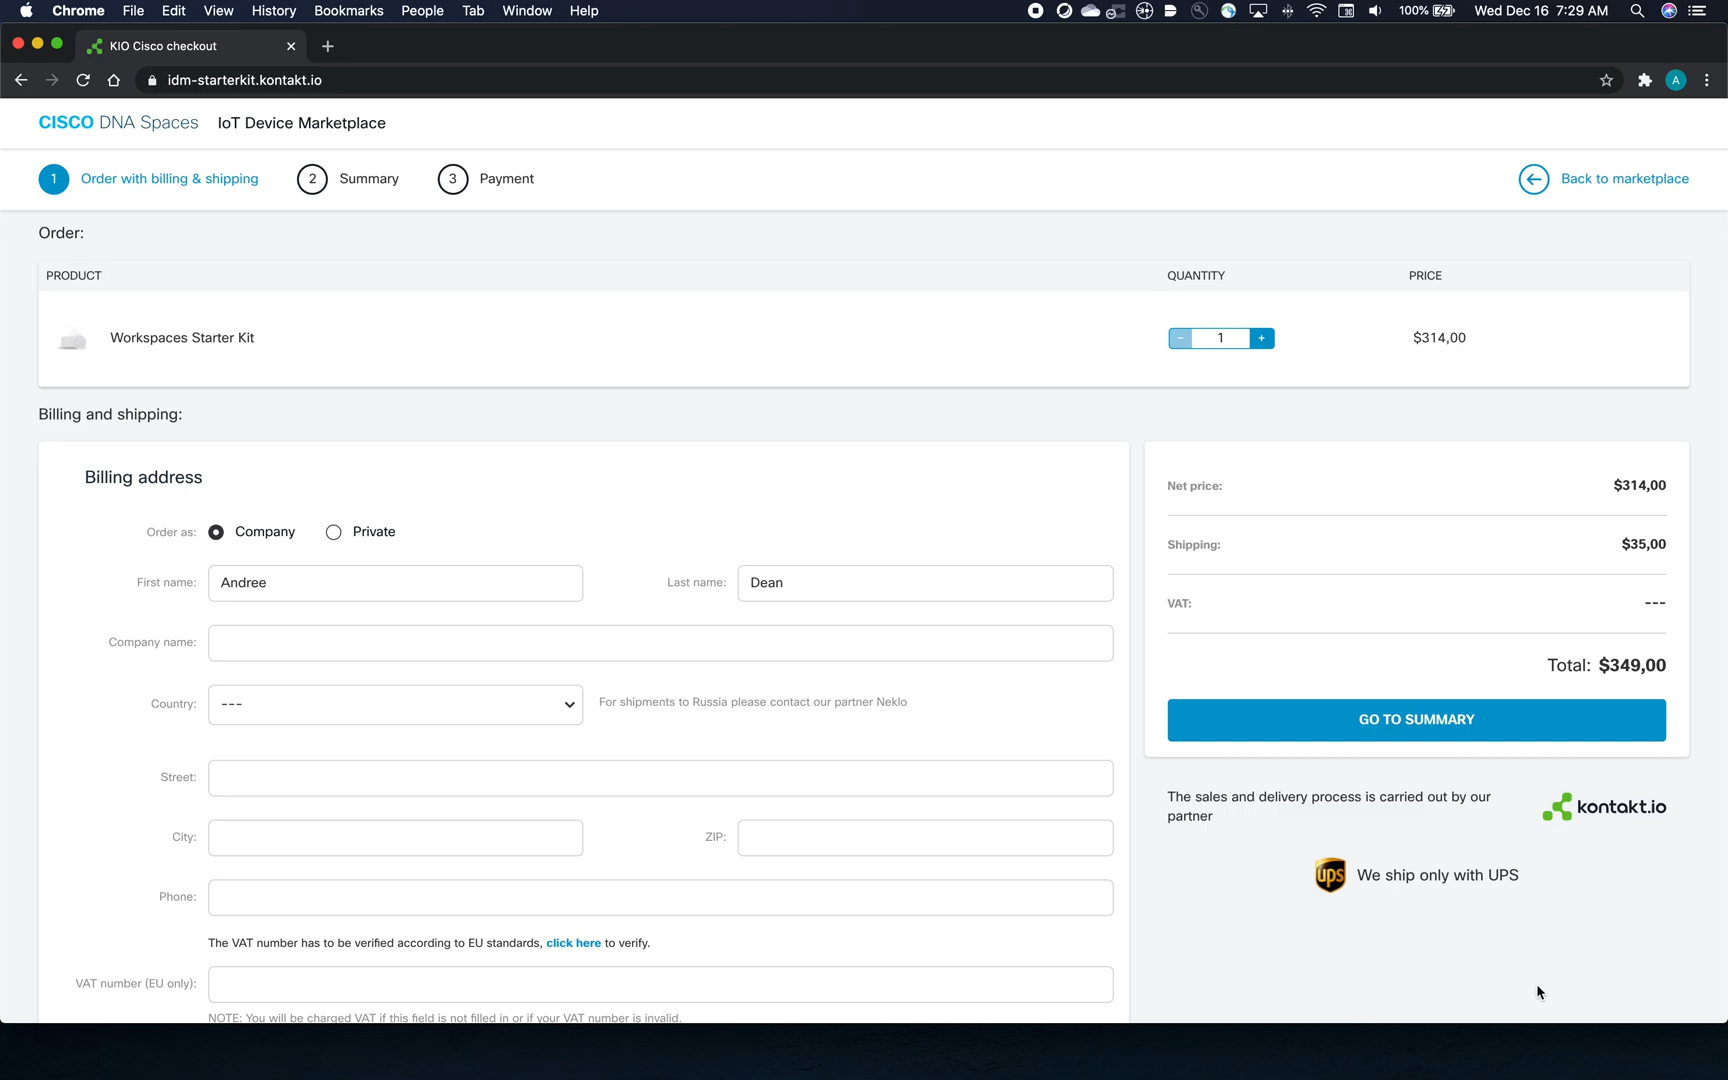 Chrome File Edit View History Bookmarks People Tab Window Help 100% Wed Dec 16 7:29 AM
KIO Cisco checkout
idm-starterkit.kontakt.io A
CISCO DNA Spaces IoT Device Marketplace
1 Order with billing & shipping 2 Summary 3 Payment Back to marketplace
Order:
PRODUCT QUANTITY PRICE
Workspaces Starter Kit - 1 + $314,00
Billing and shipping:
Billing address
Order as: Company Private
First name: Andree Last name: Dean
Company name:
Country: --- For shipments to Russia please contact our partner Neklo
Street:
City: ZIP:
Phone:
The VAT number has to be verified according to EU standards, click here to verify.
VAT number (EU only):
NOTE: You will be charged VAT if this field is not filled in or if your VAT number is invalid.
Net price: $314,00
Shipping: $35,00
VAT: ---
Total: $349,00
GO TO SUMMARY
The sales and delivery process is carried out by our
partner
kontakt.io
ups We ship only with UPS